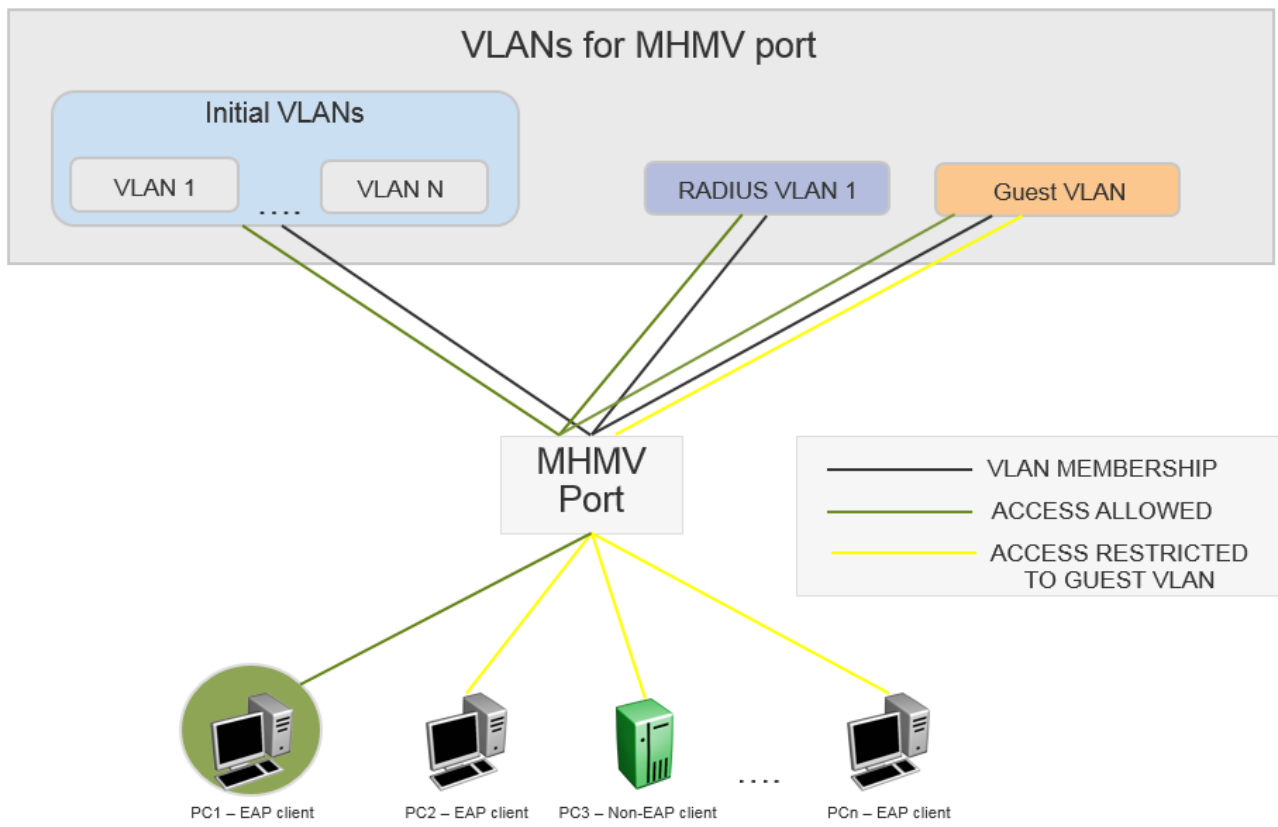 VLANs for MHMV port
Initial VLANs
VLAN 1
....
VLAN N
RADIUS VLAN 1
Guest VLAN
MHMV
Port
VLAN MEMBERSHIP
ACCESS ALLOWED
ACCESS RESTRICTED
TO GUEST VLAN
....
PC1 – EAP client
PC2 – EAP client
PC3 – Non-EAP client
PCn – EAP client